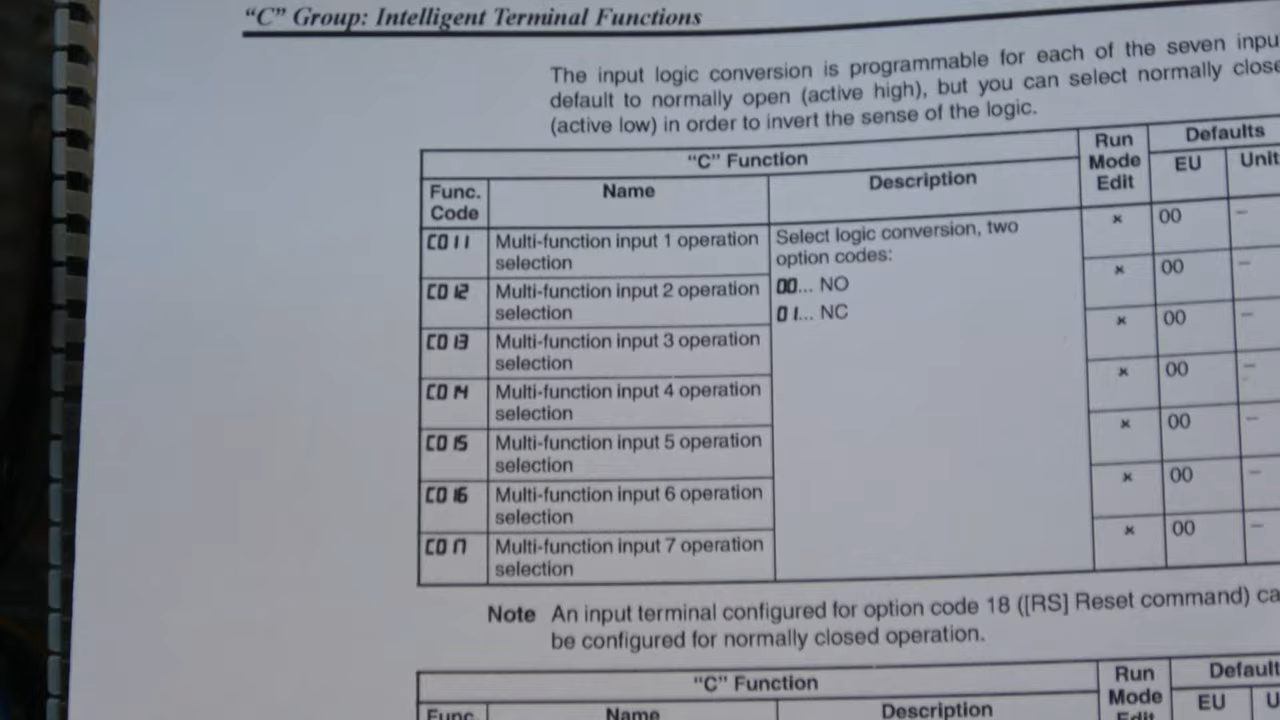 “C” Group: Intelligent Terminal Functions
The input logic conversion is programmable for each of the seven
default to normally open (active high), but you can select normally
(active low) in order to invert the sense of the logic.
“C” Function
Run Mode Edit
Defaults
Func. Code
Name
Description
EU
C011
Multi-function input 1 operation
selection
Select logic conversion, two
option codes:
00... NO
01... NC
×
00
–
C012
Multi-function input 2 operation
selection
×
00
–
C013
Multi-function input 3 operation
selection
×
00
–
C014
Multi-function input 4 operation
selection
×
00
–
C015
Multi-function input 5 operation
selection
×
00
–
C016
Multi-function input 6 operation
selection
×
00
–
C017
Multi-function input 7 operation
selection
×
00
–
Note An input terminal configured for option code 18 ([RS] Reset command)
be configured for normally closed operation.
“C” Function
Run
Mode
Edit
Func.
Name
Description
EU